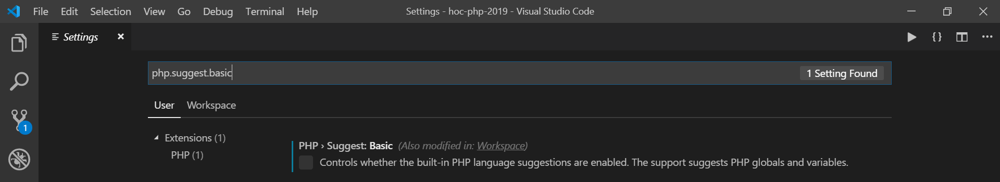 File Edit Selection View Go Debug Terminal Help Settings - hoc-php-2019 - Visual Studio Code
Settings
php.suggest.basic 1 Setting Found
User Workspace
Extensions (1)
PHP (1)
PHP › Suggest: Basic (Also modified in: Workspace)
Controls whether the built-in PHP language suggestions are enabled. The support suggests PHP globals and variables.
1